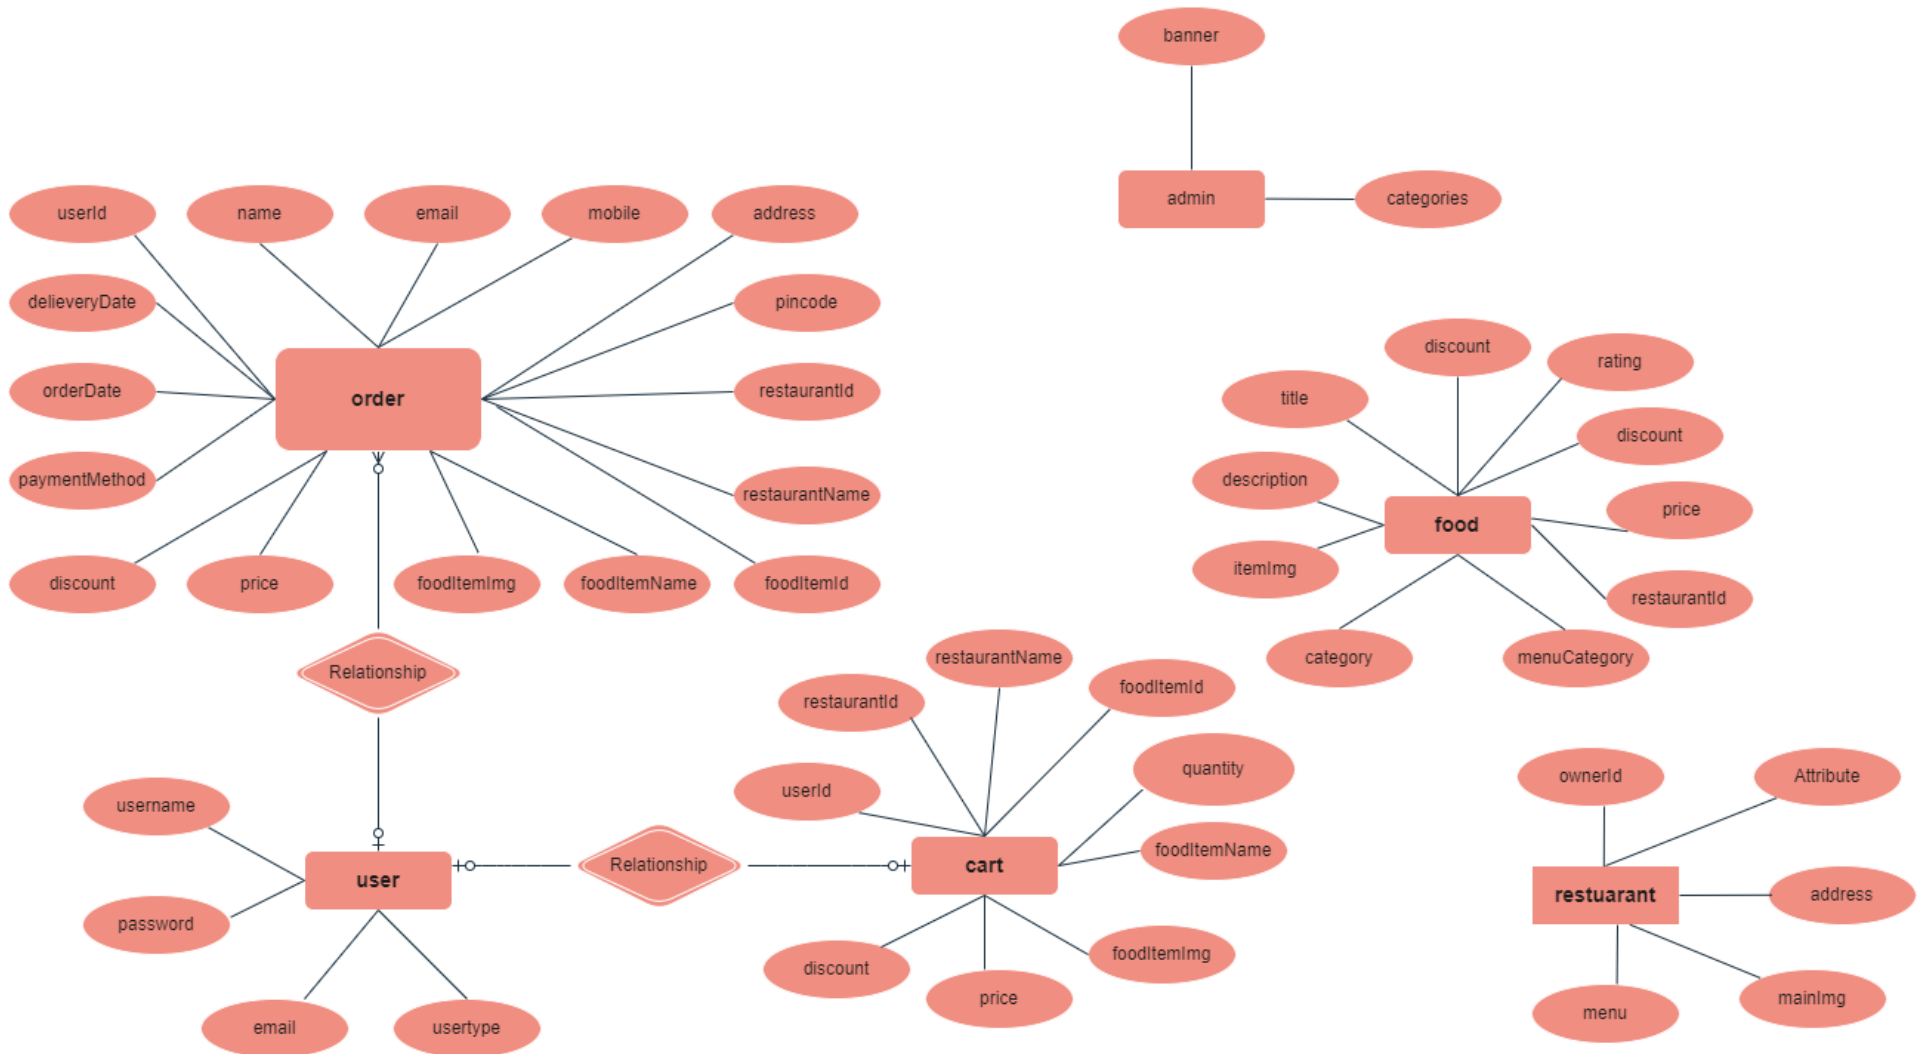 banner
admin
categories
userId
name
email
mobile
address
delieveryDate
pincode
orderDate
order
restaurantId
paymentMethod
restaurantName
discount
price
foodItemImg
foodItemName
foodItemId
discount
rating
title
discount
description
price
food
itemImg
restaurantId
category
menuCategory
Relationship
restaurantName
restaurantId
foodItemId
userId
quantity
foodItemName
username
user
Relationship
cart
password
discount
price
foodItemImg
email
usertype
ownerId
Attribute
restuarant
address
menu
mainImg